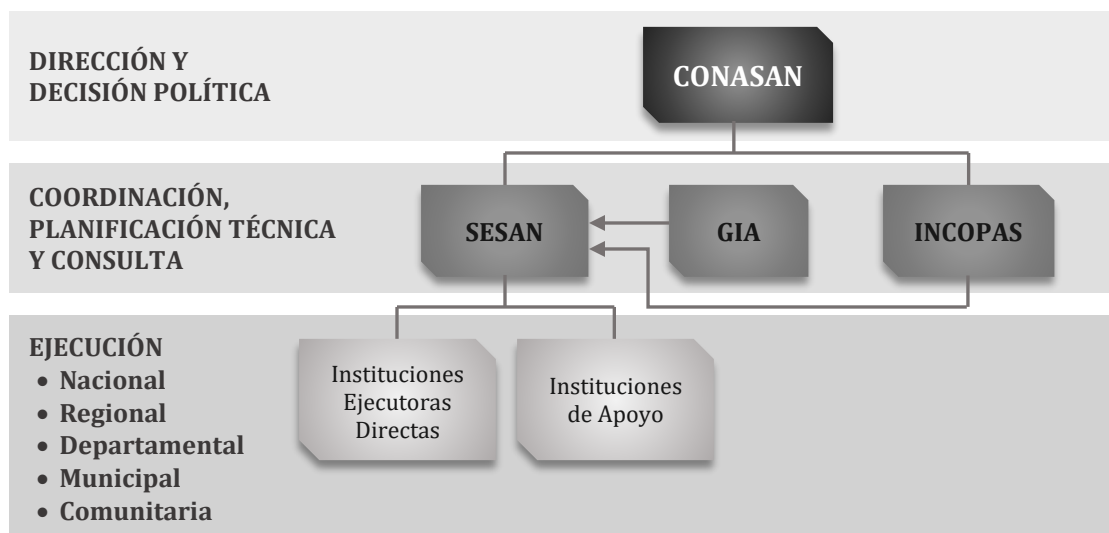 DIRECCIÓN Y
DECISIÓN POLÍTICA
CONASAN
COORDINACIÓN,
PLANIFICACIÓN TÉCNICA
Y CONSULTA
SESAN
GIA
INCOPAS
EJECUCIÓN
• Nacional
• Regional
• Departamental
• Municipal
• Comunitaria
Instituciones
Ejecutoras
Directas
Instituciones
de Apoyo